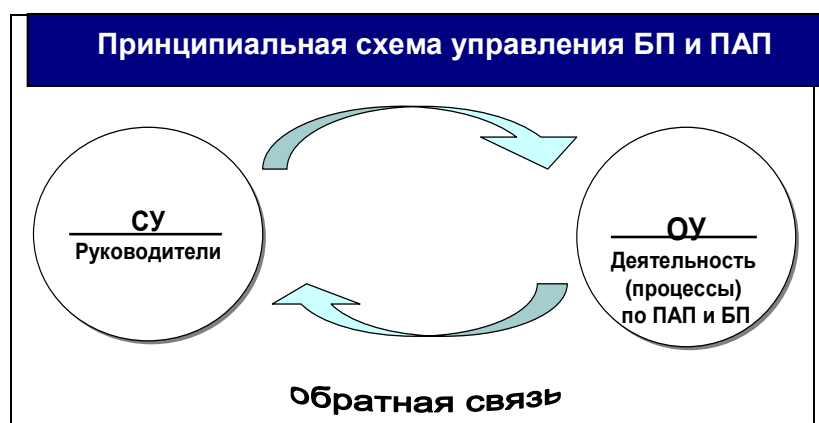 Принципиальная схема управления БП и ПАП
СУ
Руководители
ОУ
Деятельность
(процессы)
по ПАП и БП
обратная связь